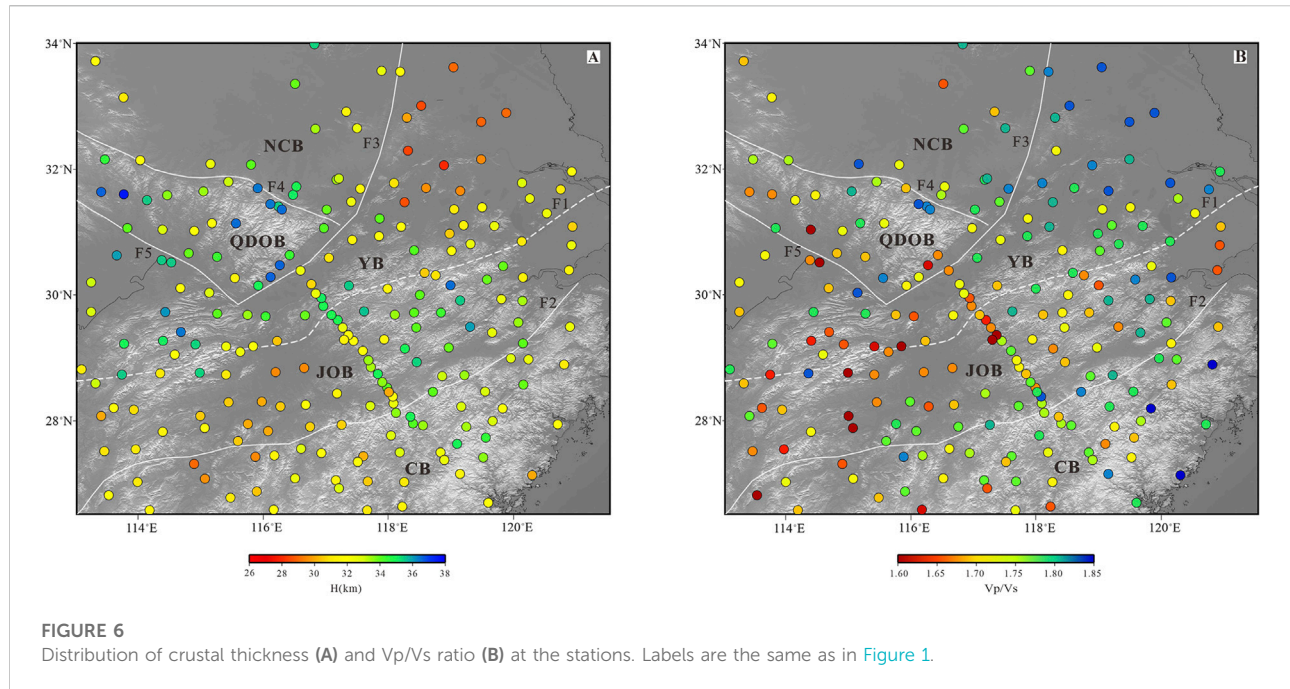 34°N
32°N
30°N
28°N
114°E
116°E
118°E
120°E
A
NCB
F3
F4
F1
QDOB
F5
YB
F2
JOB
CB
26 28 30 32 34 36 38
H(km)
34°N
32°N
30°N
28°N
114°E
116°E
118°E
120°E
B
NCB
F3
F4
F1
QDOB
F5
YB
F2
JOB
CB
1.60 1.65 1.70 1.75 1.80 1.85
Vp/Vs
FIGURE 6
Distribution of crustal thickness (A) and Vp/Vs ratio (B) at the stations. Labels are the same as in Figure 1.